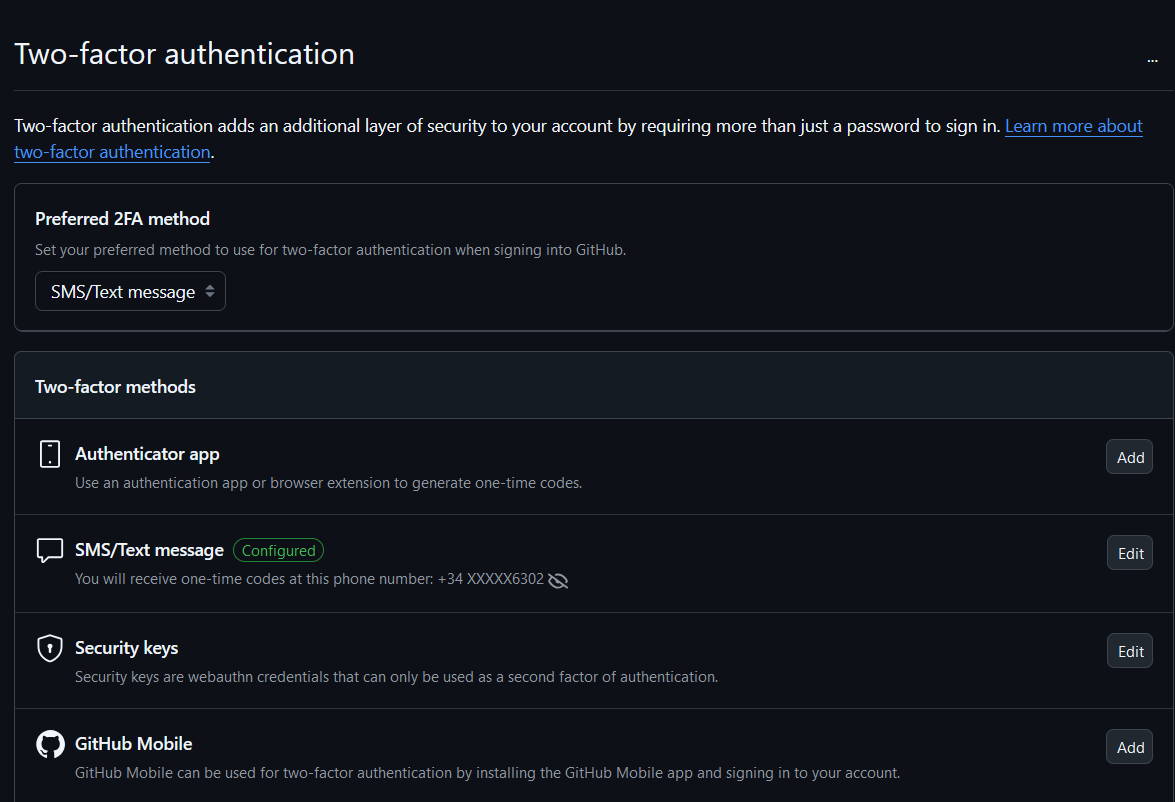 Two-factor authentication
...
Two-factor authentication adds an additional layer of security to your account by requiring more than just a password to sign in. Learn more about
two-factor authentication.
Preferred 2FA method
Set your preferred method to use for two-factor authentication when signing into GitHub.
SMS/Text message
Two-factor methods
Authenticator app
Add
Use an authentication app or browser extension to generate one-time codes.
SMS/Text message Configured
Edit
You will receive one-time codes at this phone number: +34 XXXXX6302
Security keys
Edit
Security keys are webauthn credentials that can only be used as a second factor of authentication.
GitHub Mobile
Add
GitHub Mobile can be used for two-factor authentication by installing the GitHub Mobile app and signing in to your account.